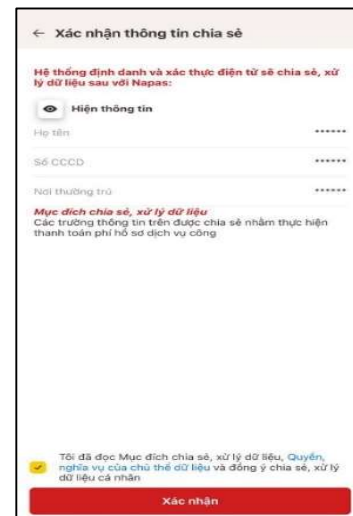 ← Xác nhận thông tin chia sẻ
Hệ thống định danh và xác thực điện tử sẽ chia sẻ, xử
lý dữ liệu sau với Napas:
Hiện thông tin
Họ tên ******
Số CCCD ******
Nơi thường trú ******
Mục đích chia sẻ, xử lý dữ liệu
Các trường thông tin trên được chia sẻ nhằm thực hiện
thanh toán phí hồ sơ dịch vụ công
Tôi đã đọc Mục đích chia sẻ, xử lý dữ liệu, Quyền,
nghĩa vụ của chủ thể dữ liệu và đồng ý chia sẻ, xử lý
dữ liệu cá nhân
Xác nhận